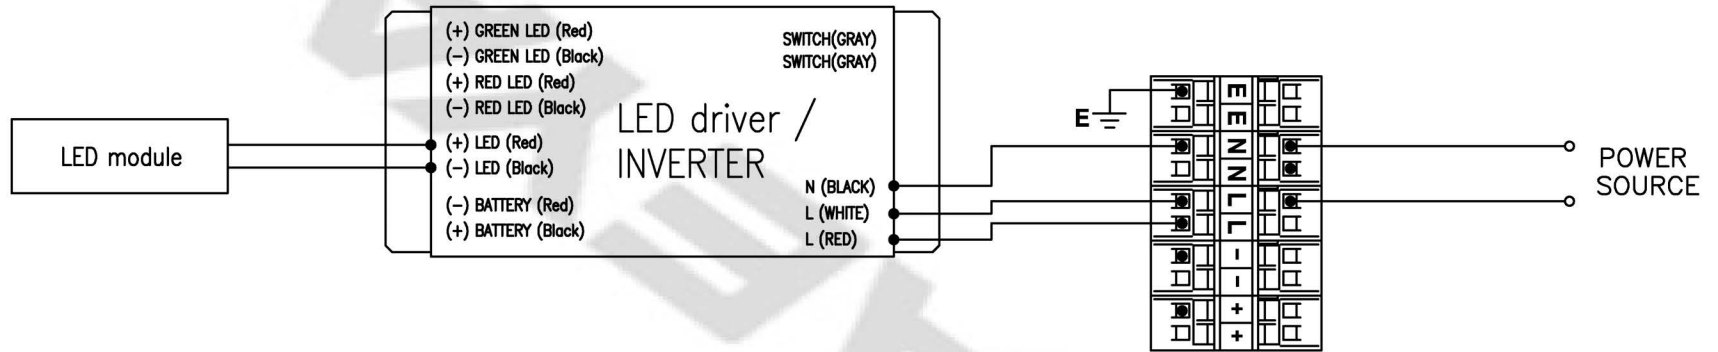 (+) GREEN LED (Red)
(−) GREEN LED (Black)
(+) RED LED (Red)
(−) RED LED (Black)
(+) LED (Red)
(−) LED (Black)
(−) BATTERY (Red)
(+) BATTERY (Black)
LED module
LED driver /
INVERTER
SWITCH(GRAY)
SWITCH(GRAY)
N (BLACK)
L (WHITE)
L (RED)
E
E
E
N
N
L
L
-
-
+
+
POWER
SOURCE